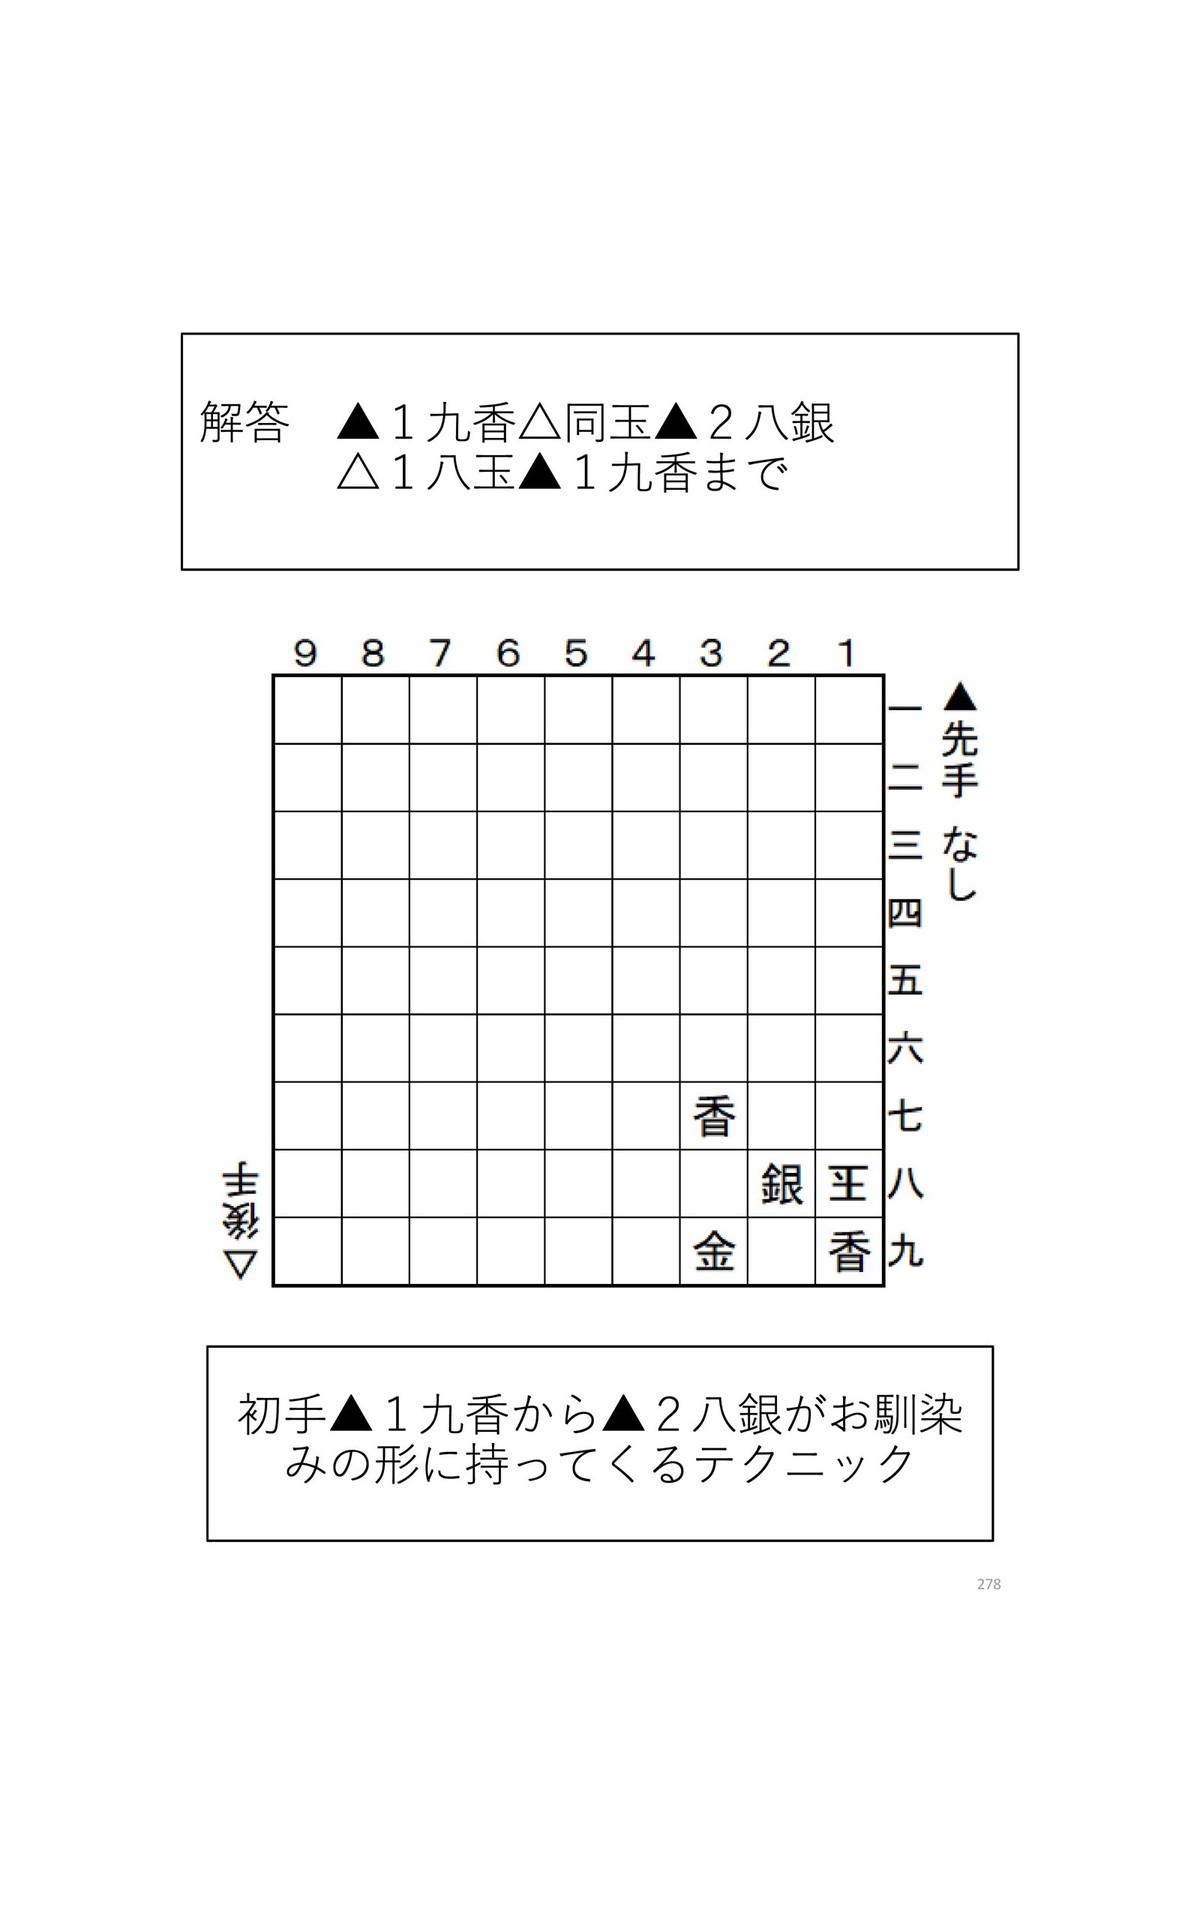 解答　▲１九香△同玉▲２八銀
△１八玉▲１九香まで
9 8 7 6 5 4 3 2 1
一
二
三
四
五
六
七
八
九
▲先手 なし
△後手
香
銀 王
金 香
初手▲１九香から▲２八銀がお馴染
みの形に持ってくるテクニック
278